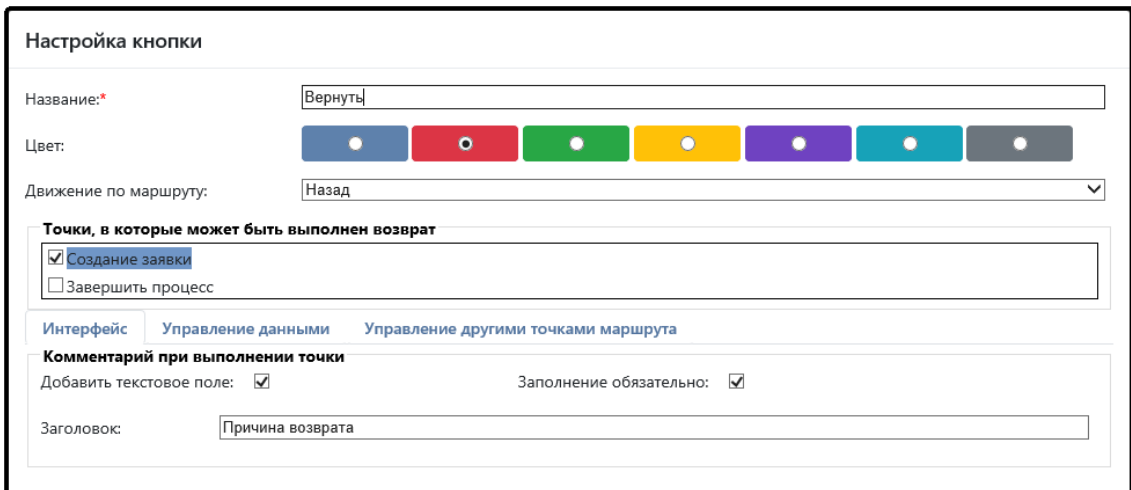 Настройка кнопки
Название:*
Вернуть
Цвет:
Движение по маршруту:
Назад
Точки, в которые может быть выполнен возврат
Создание заявки
Завершить процесс
Интерфейс Управление данными Управление другими точками маршрута
Комментарий при выполнении точки
Добавить текстовое поле: Заполнение обязательно:
Заголовок:
Причина возврата